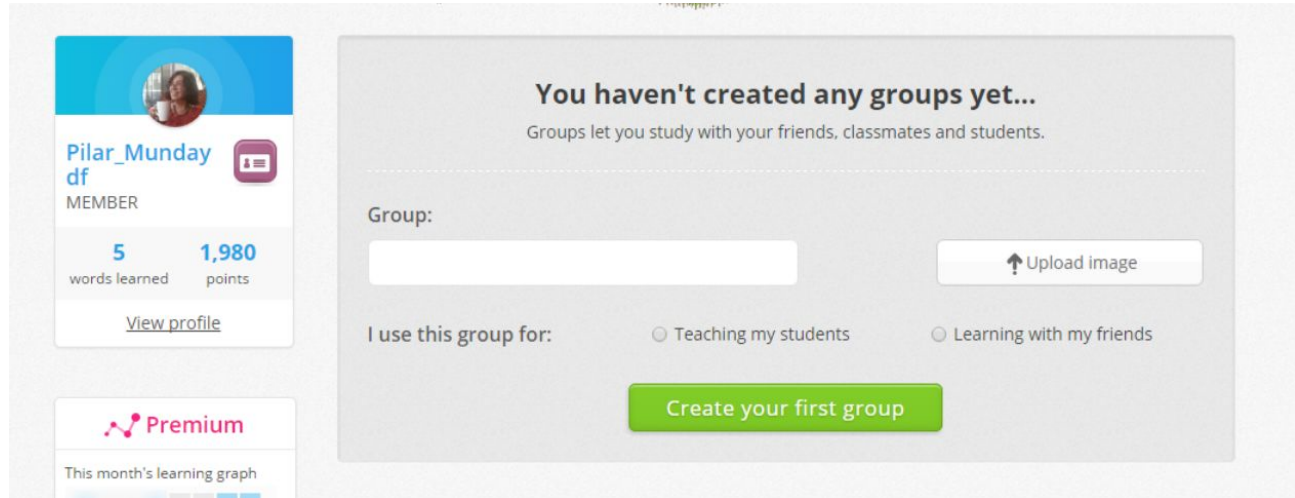 Pilar_Munday
df
MEMBER
5 1,980
words learned points
View profile
Premium
This month's learning graph
You haven't created any groups yet...
Groups let you study with your friends, classmates and students.
Group:
Upload image
I use this group for: Teaching my students Learning with my friends
Create your first group